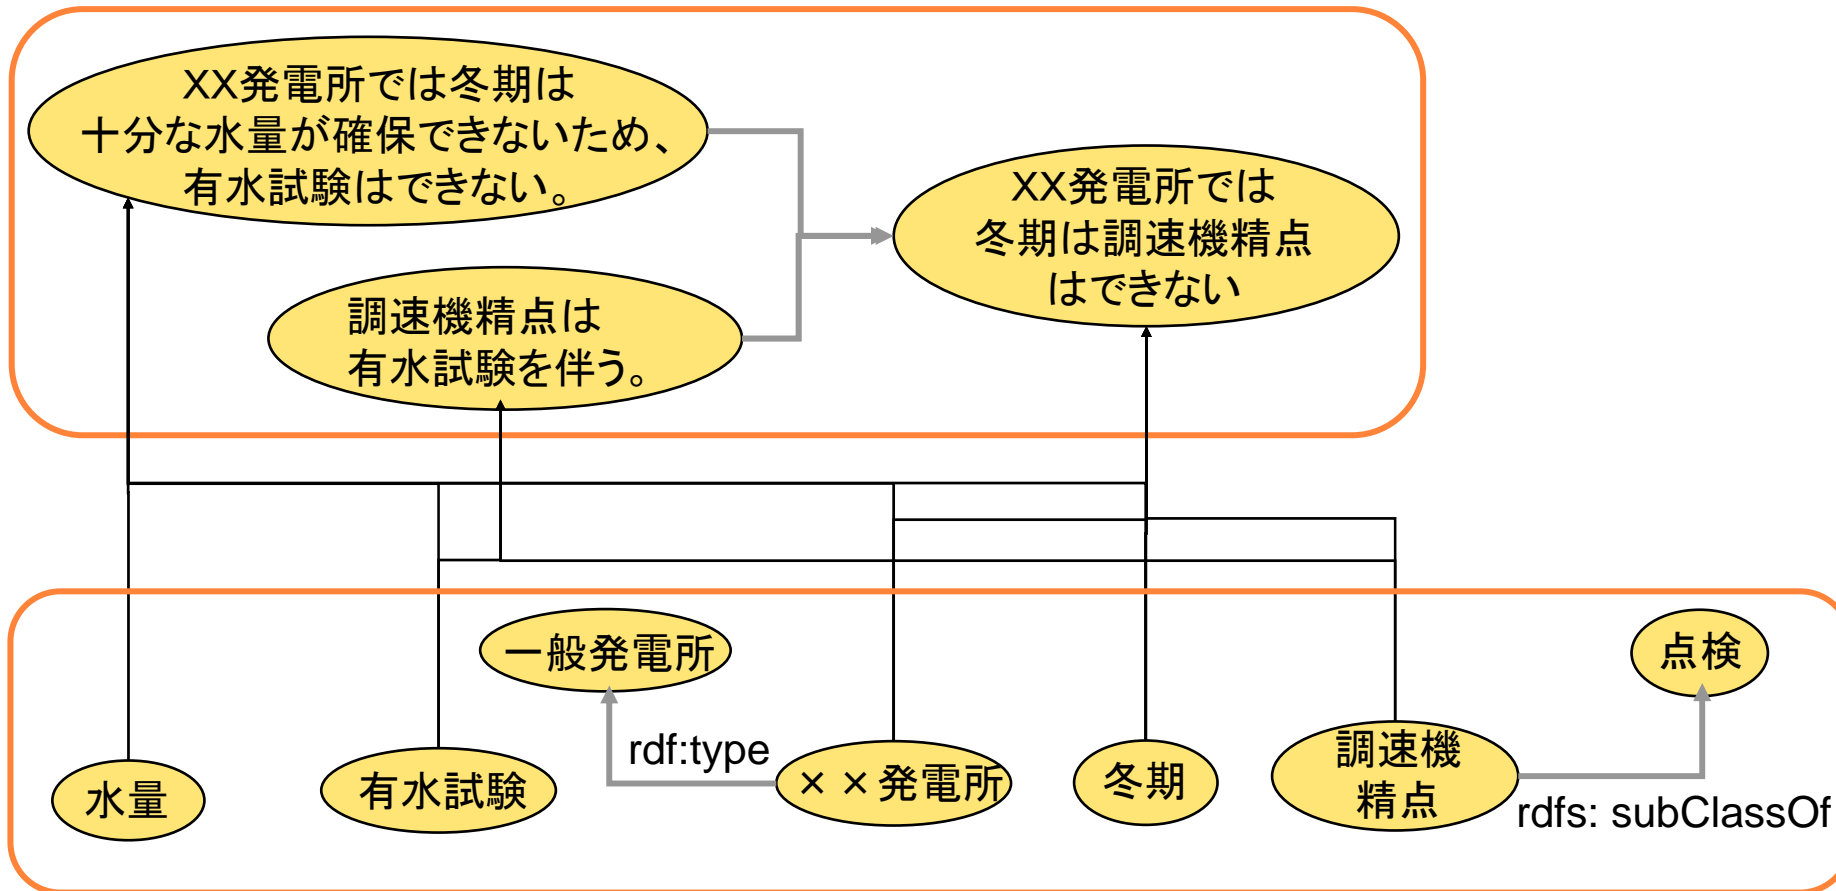 XX発電所では冬期は
十分な水量が確保できないため、
有水試験はできない。
XX発電所では
冬期は調速機精点
はできない
調速機精点は
有水試験を伴う。
一般発電所
点検
rdf:type
水量
有水試験
××発電所
冬期
調速機
精点
rdfs: subClassOf